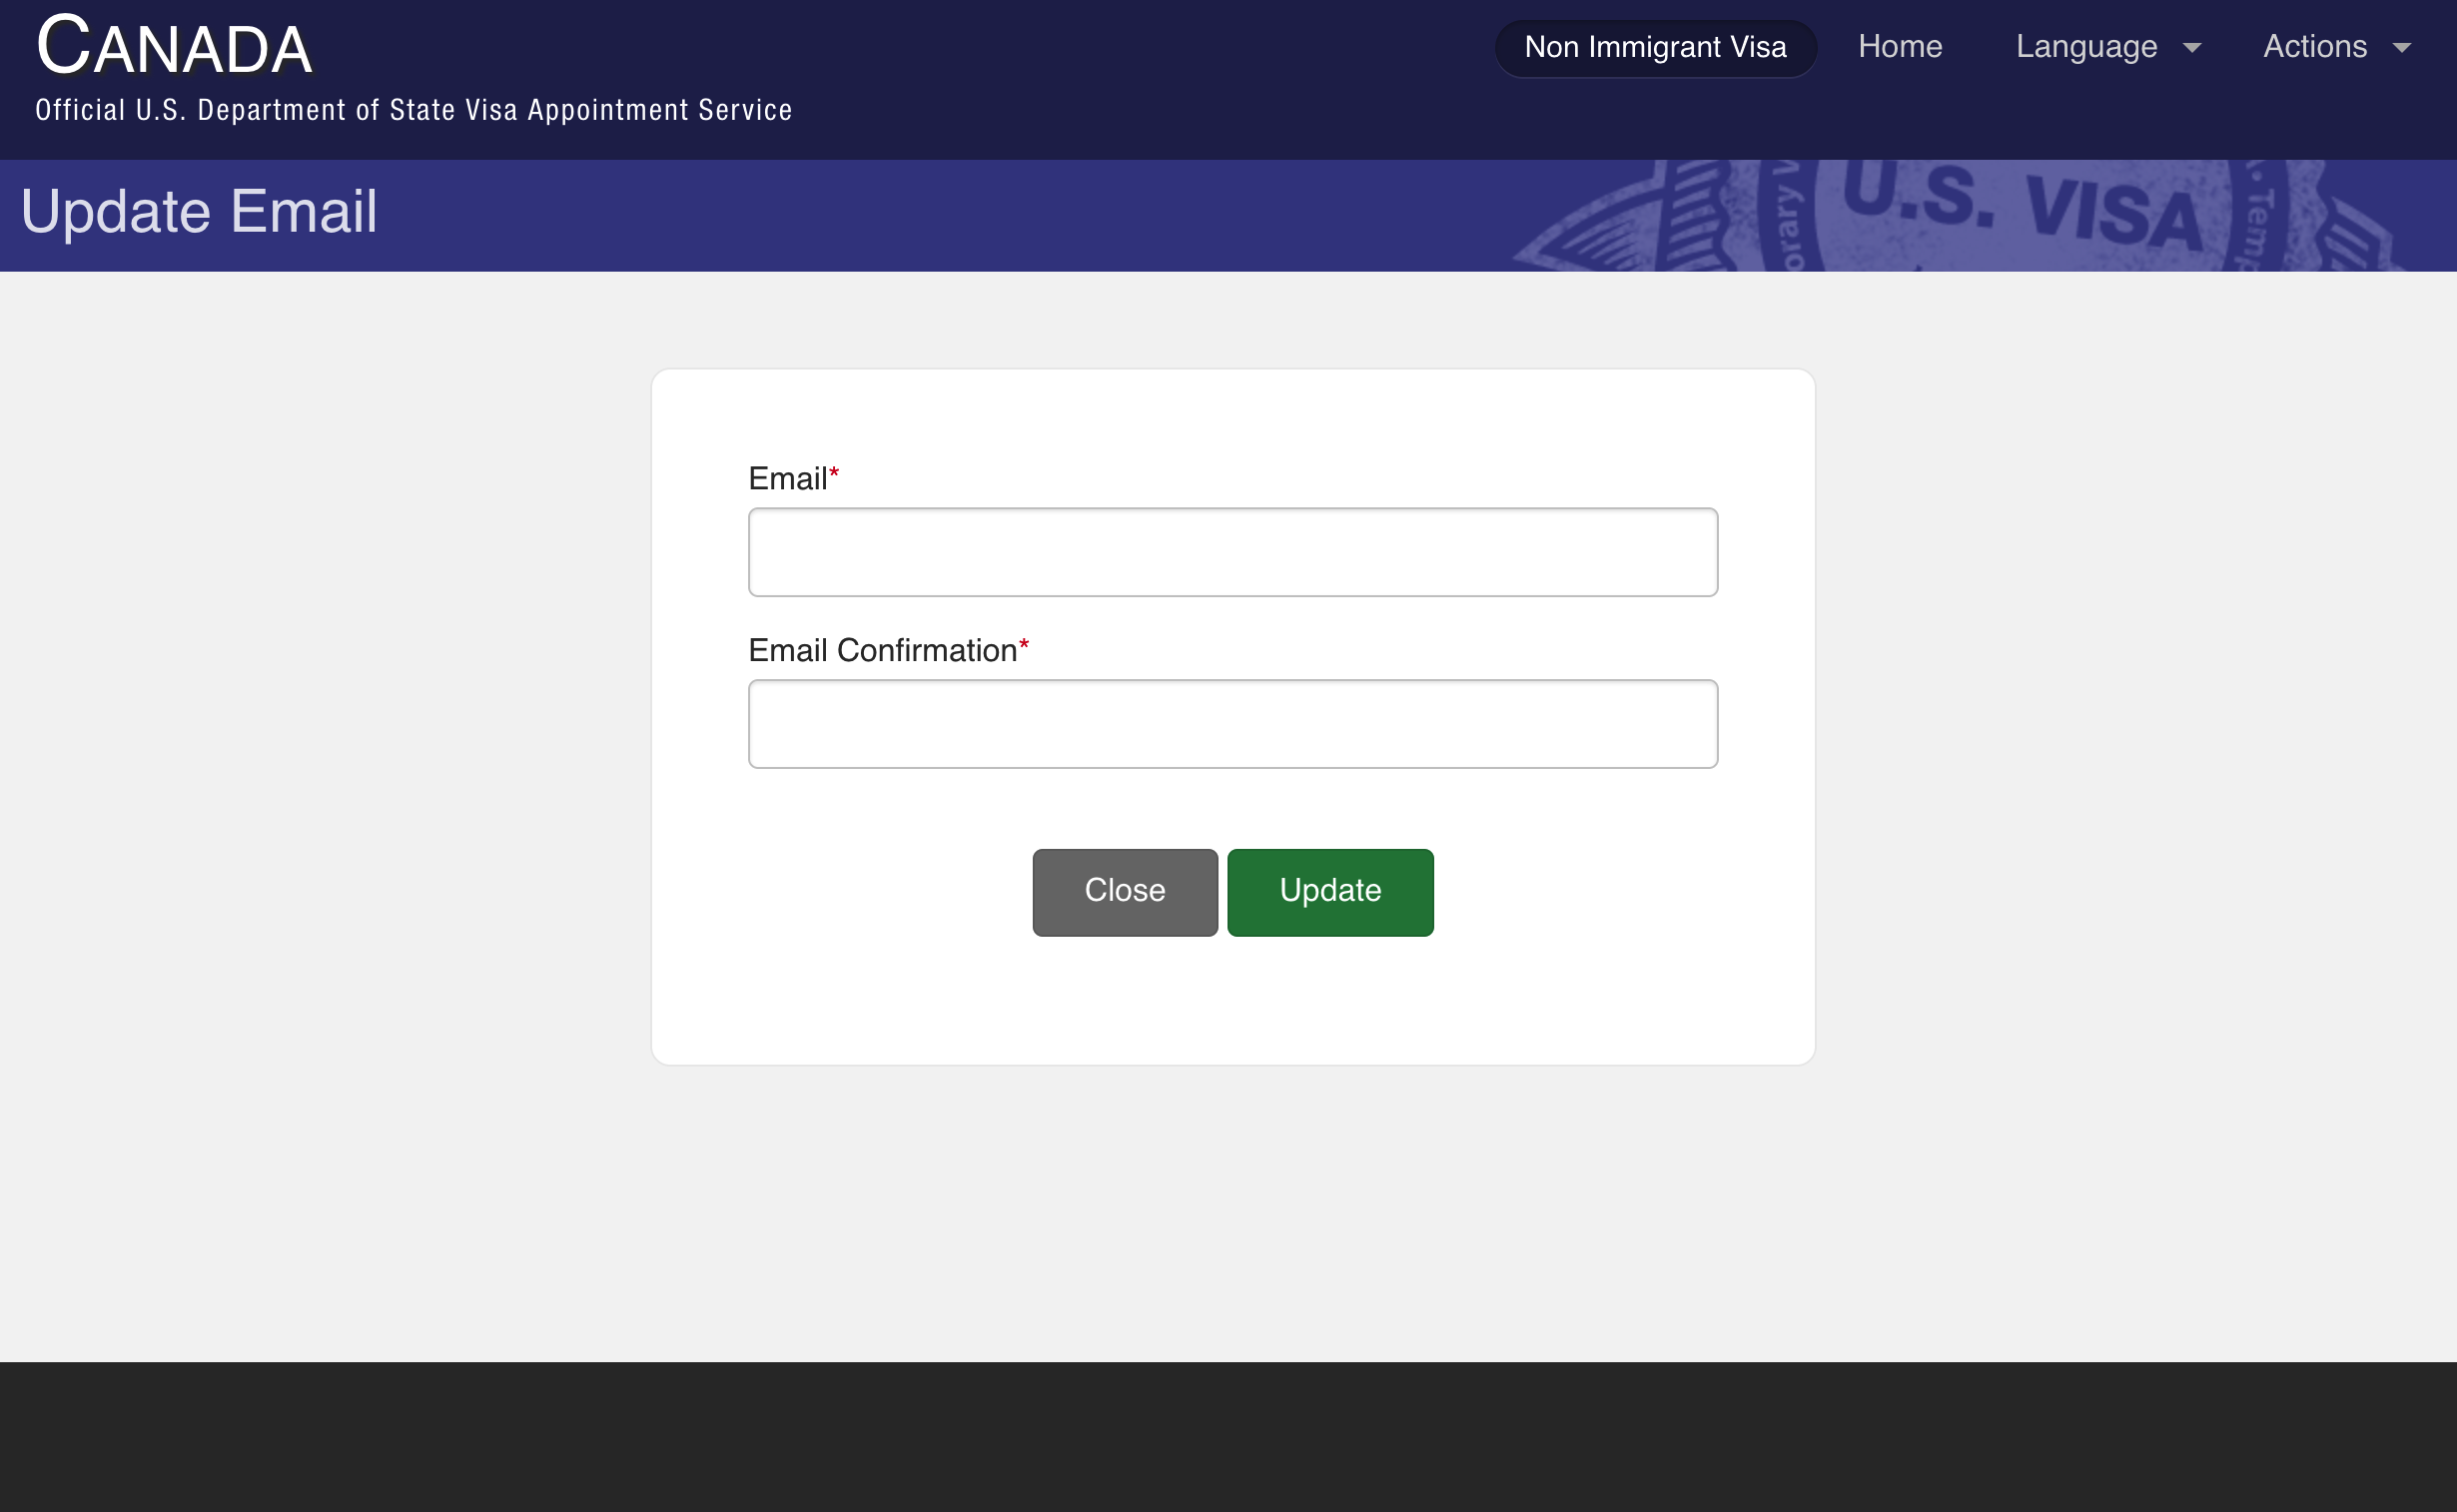 CANADA
Official U.S. Department of State Visa Appointment Service
Non Immigrant Visa
Home
Language
Actions
Update Email
U.S. VISA
Email*
Email Confirmation*
Close
Update